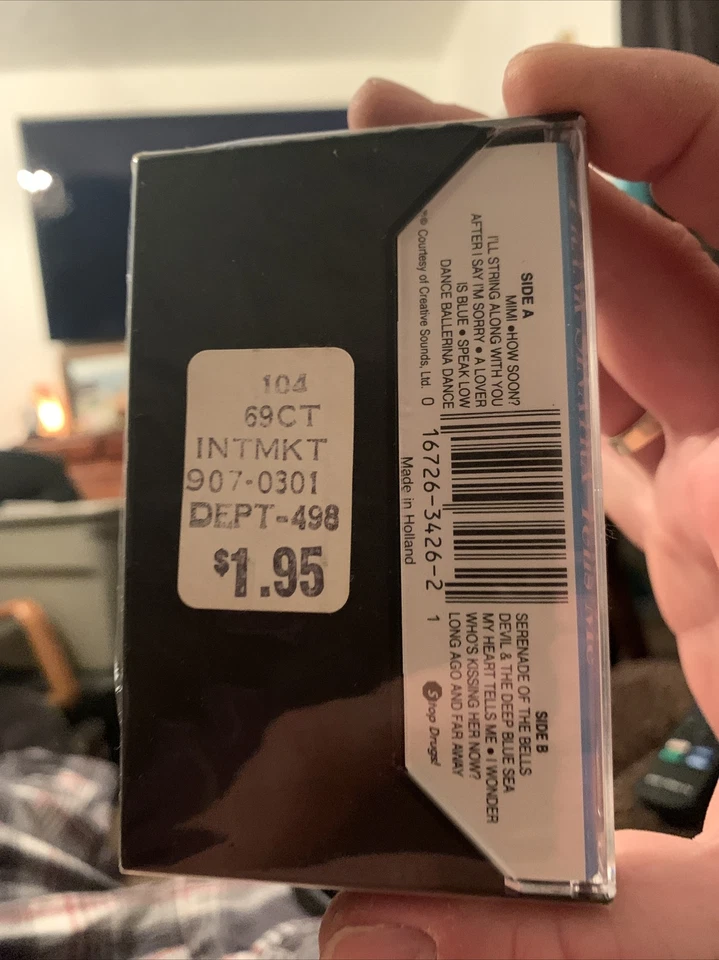 104
69CT
INTMKT
907-0301
DEPT-498
$1.95
SIDE A
MIMI • HOW SOON?
I'LL STRING ALONG WITH YOU
AFTER I SAY I'M SORRY • A LOVER
IS BLUE • SPEAK LOW
DANCE BALLERINA DANCE
℗© Courtesy of Creative Sounds, Ltd.
0 16726-3426-2 1
Made in Holland
SIDE B
SERENADE OF THE BELLS
DEVIL & THE DEEP BLUE SEA
MY HEART TELLS ME • I WONDER
WHO'S KISSING HER NOW?
LONG AGO AND FAR AWAY
Stop Drugs!
Tells Me